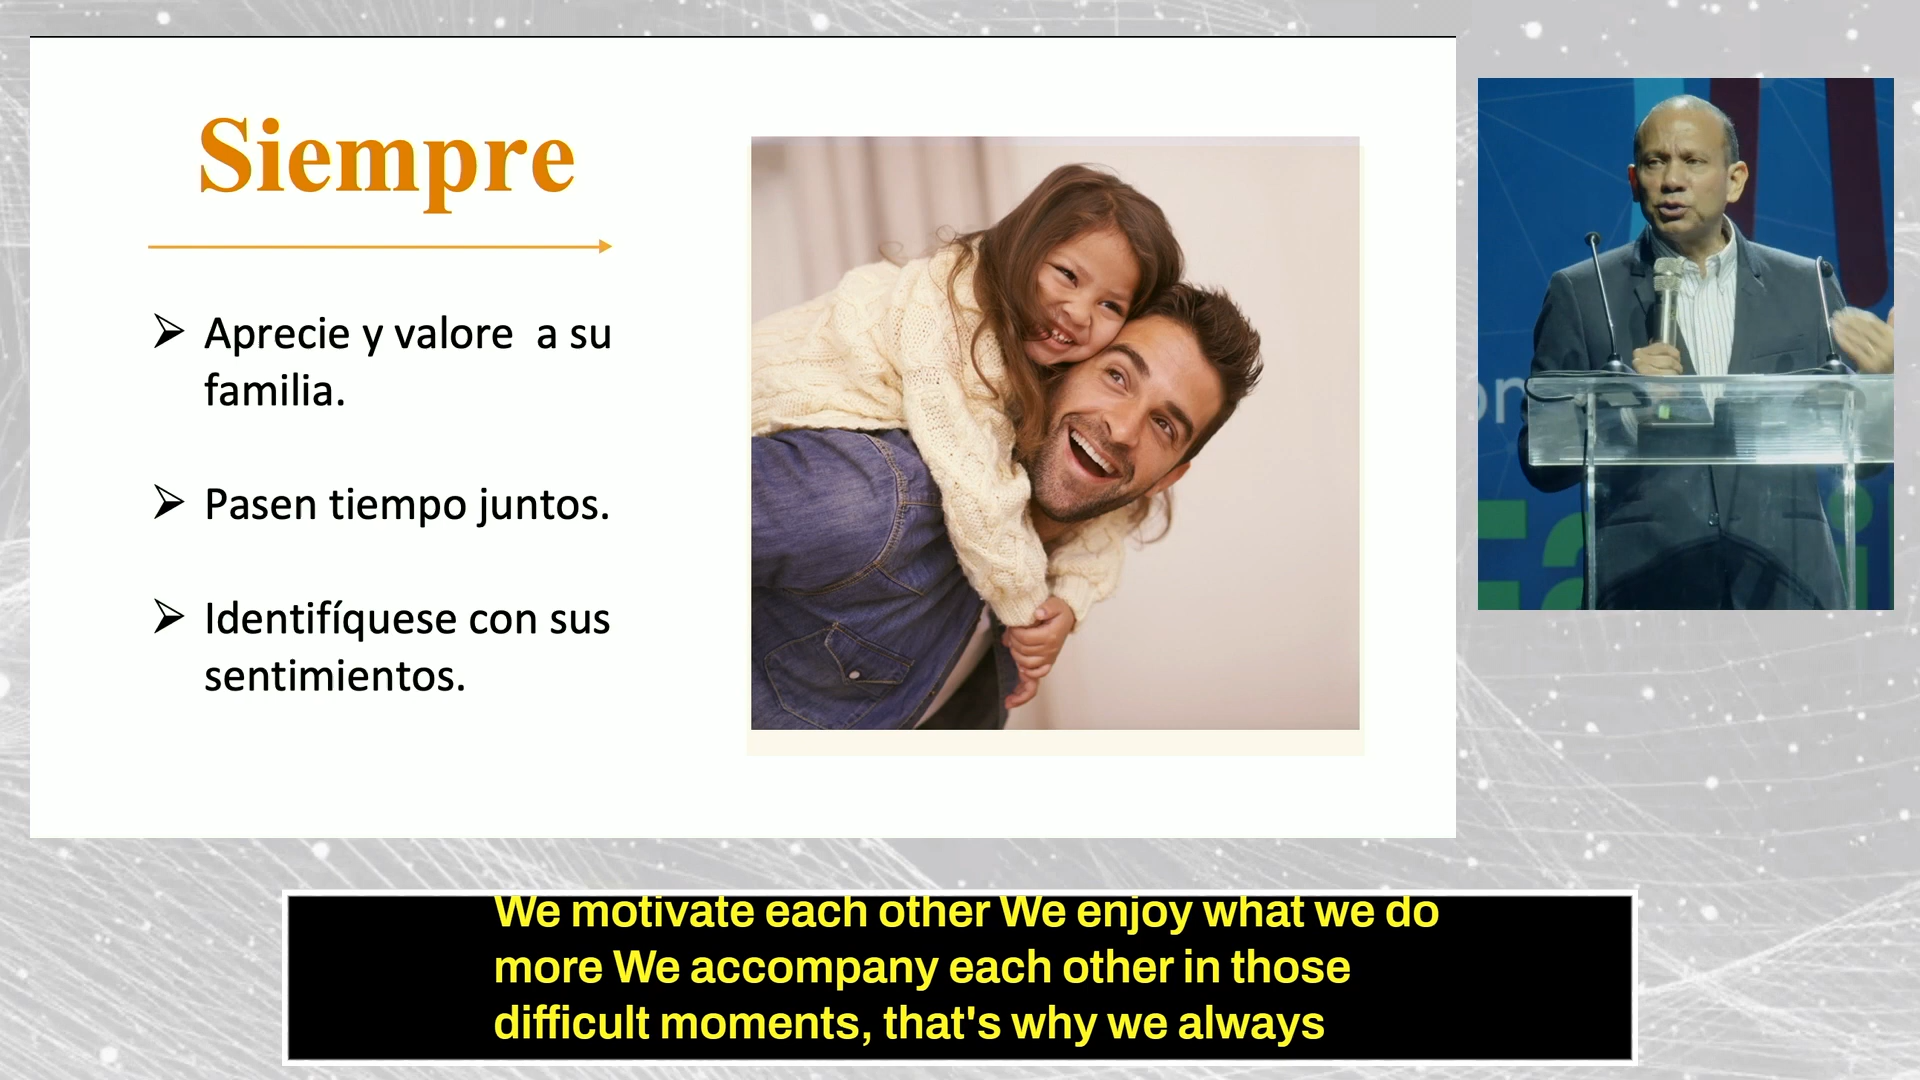 Siempre
Aprecie y valore a su
familia.
Pasen tiempo juntos.
Identifíquese con sus
sentimientos.
We motivate each other We enjoy what we do
more We accompany each other in those
difficult moments, that's why we always